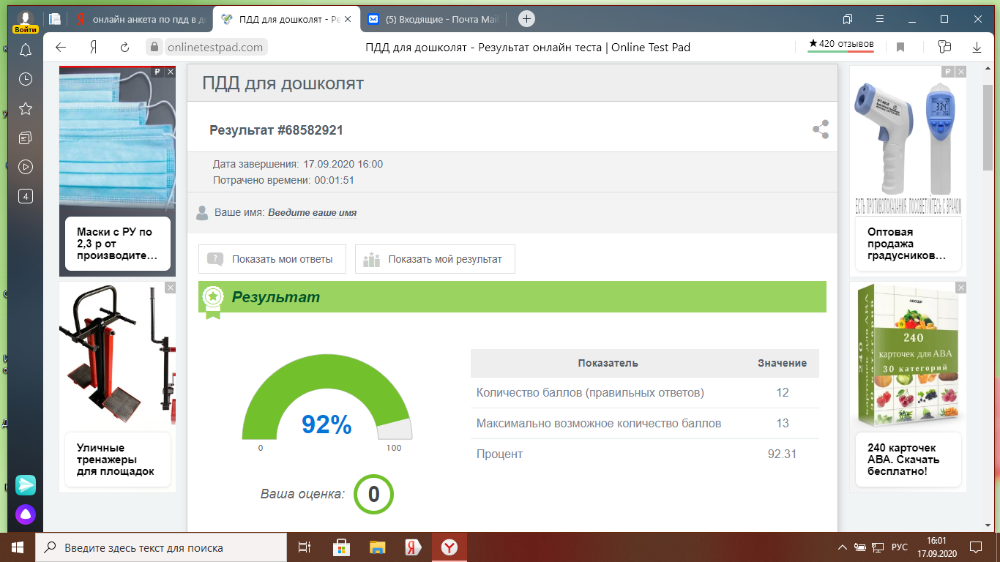 Войти
онлайн анкета по пдд в д
ПДД для дошколят - Ре
(5) Входящие - Почта Mai
onlinetestpad.com
ПДД для дошколят - Результат онлайн теста | Online Test Pad
★420 отзывов
4
Маски с РУ по
2,3 р от
производите...
Уличные
тренажеры
для площадок
ПДД для дошколят
Результат #68582921
Дата завершения: 17.09.2020 16:00
Потрачено времени: 00:01:51
Ваше имя: Введите ваше имя
Показать мои ответы
Показать мой результат
Результат
92%
0
100
Ваша оценка: 0
Показатель Значение
Количество баллов (правильных ответов) 12
Максимально возможное количество баллов 13
Процент 92.31
ЕСТЬ ПРОТИВОПОКАЗАНИЯ. ПОСОВЕТУЙТЕСЬ С ВРАЧОМ
Оптовая
продажа
градусников...
ОВОЩИ
240
карточек для АВА
30 категорий
240 карточек
АВА. Скачать
бесплатно!
Введите здесь текст для поиска
РУС
16:01
17.09.2020